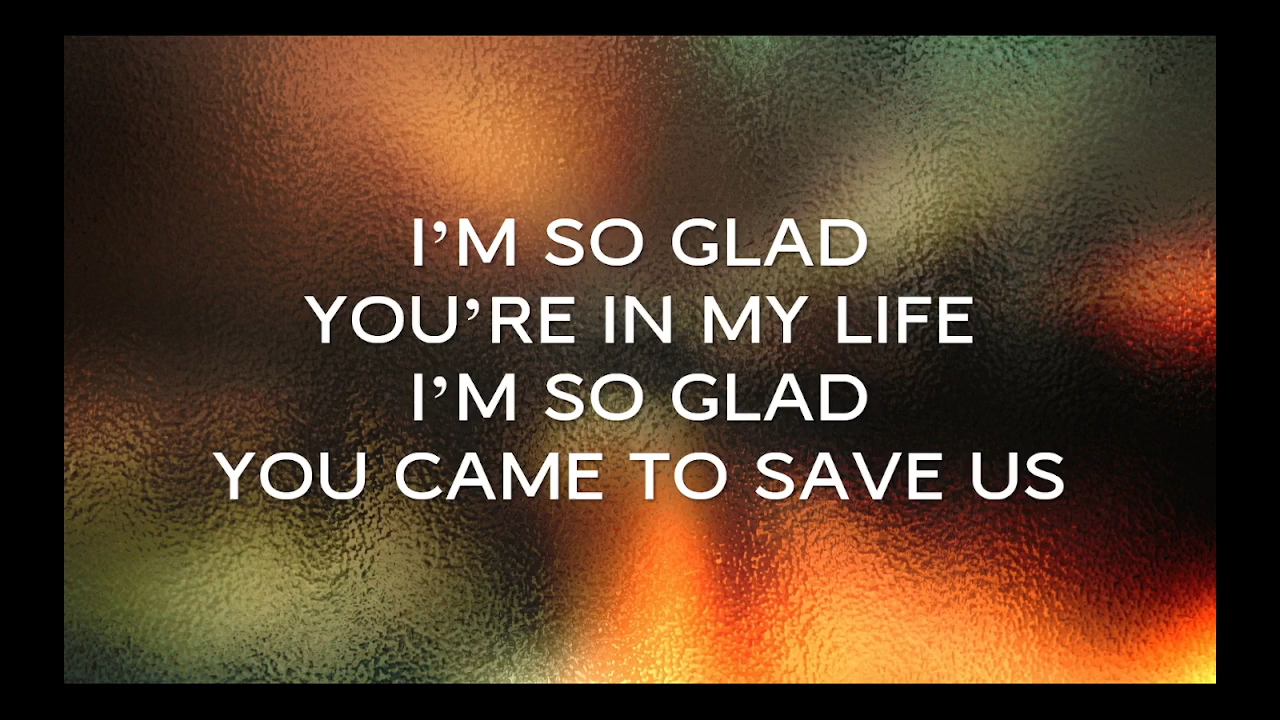 I’M SO GLAD
YOU’RE IN MY LIFE
I’M SO GLAD
YOU CAME TO SAVE US